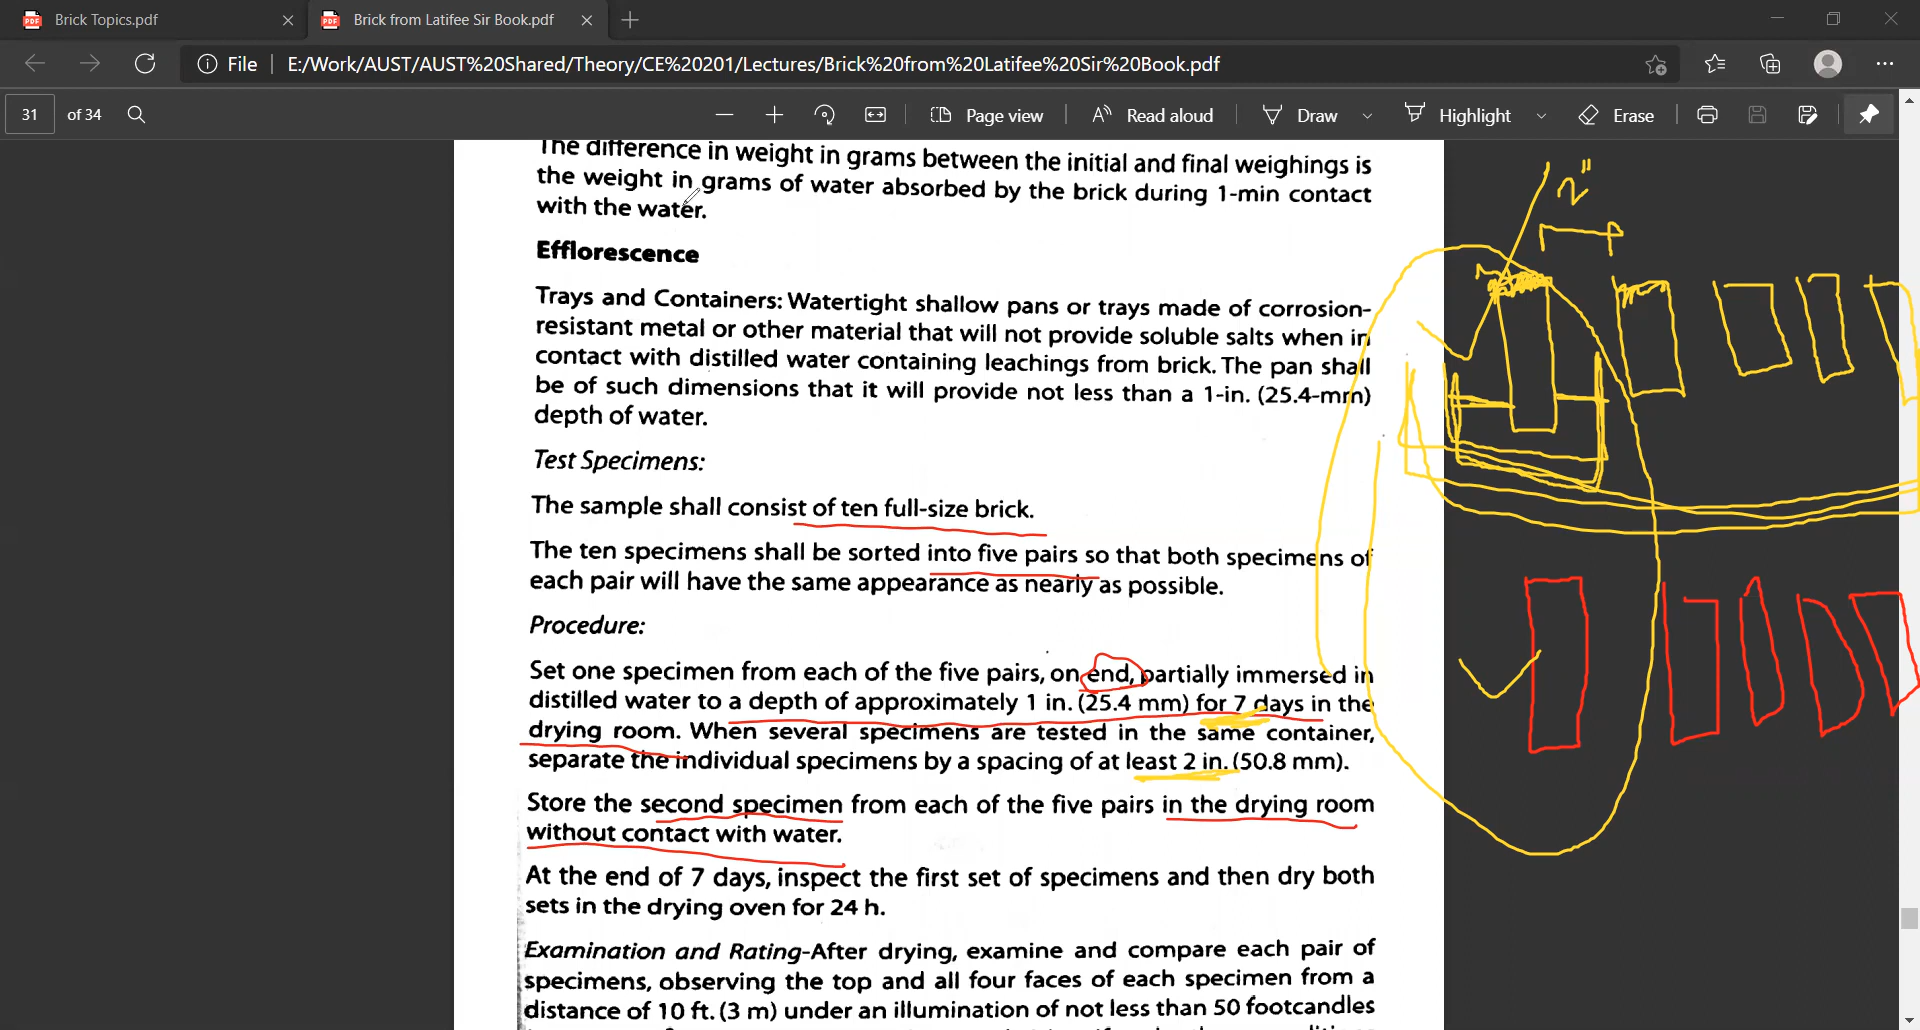 Brick Topics.pdf
Brick from Latifee Sir Book.pdf
File
E:/Work/AUST/AUST%20Shared/Theory/CE%20201/Lectures/Brick%20from%20Latifee%20Sir%20Book.pdf
31 of 34
Page view
Read aloud
Draw
Highlight
Erase
The difference in weight in grams between the initial and final weighings is
the weight in grams of water absorbed by the brick during 1-min contact
with the water.
2"
Efflorescence
Trays and Containers: Watertight shallow pans or trays made of corrosion-
resistant metal or other material that will not provide soluble salts when in
contact with distilled water containing leachings from brick. The pan shall
be of such dimensions that it will provide not less than a 1-in. (25.4-mm)
depth of water.
Test Specimens:
The sample shall consist of ten full-size brick.
The ten specimens shall be sorted into five pairs so that both specimens of
each pair will have the same appearance as nearly as possible.
Procedure:
Set one specimen from each of the five pairs, on end, partially immersed in
distilled water to a depth of approximately 1 in. (25.4 mm) for 7 days in the
drying room. When several specimens are tested in the same container,
separate the individual specimens by a spacing of at least 2 in. (50.8 mm).
Store the second specimen from each of the five pairs in the drying room
without contact with water.
At the end of 7 days, inspect the first set of specimens and then dry both
sets in the drying oven for 24 h.
Examination and Rating-After drying, examine and compare each pair of
specimens, observing the top and all four faces of each specimen from a
distance of 10 ft. (3 m) under an illumination of not less than 50 footcandles